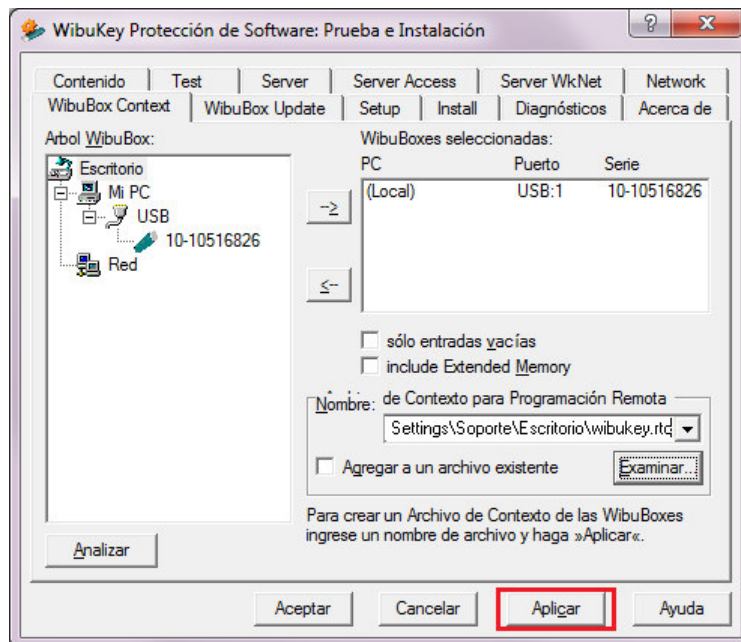 WibuKey Protección de Software: Prueba e Instalación
Contenido Test Server Server Access Server WkNet Network
WibuBox Context WibuBox Update Setup Install Diagnósticos Acerca de
Arbol WibuBox:
Escritorio
Mi PC
USB
10-10516826
Red
Analizar
WibuBoxes seleccionadas:
PC Puerto Serie
(Local) USB:1 10-10516826
-->
<--
sólo entradas vacías
include Extended Memory
de Contexto para Programación Remota
Nombre:
Settings\Soporte\Escritorio\wibukey.rtc
Agregar a un archivo existente
Examinar...
Para crear un Archivo de Contexto de las WibuBoxes
ingrese un nombre de archivo y haga »Aplicar«.
Aceptar Cancelar Aplicar Ayuda